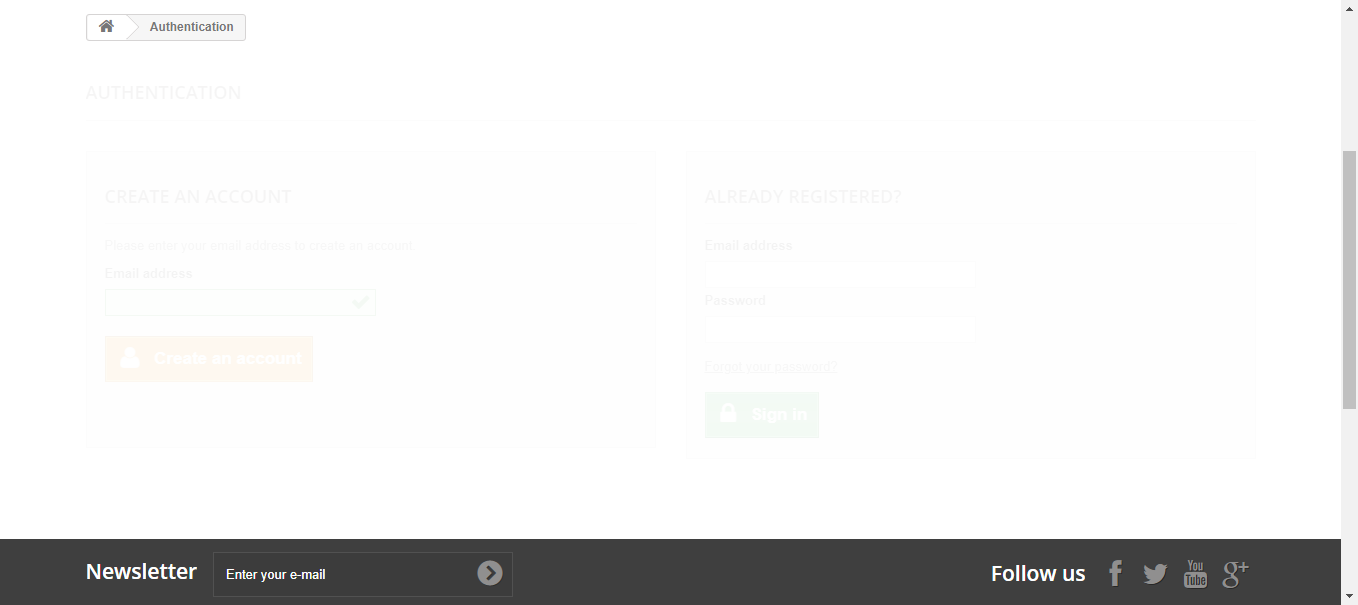 Authentication
AUTHENTICATION
CREATE AN ACCOUNT
Please enter your email address to create an account.
Email address
Create an account
ALREADY REGISTERED?
Email address
Password
Forgot your password?
Sign in
Newsletter
Enter your e-mail
Follow us
You
Tube
g+